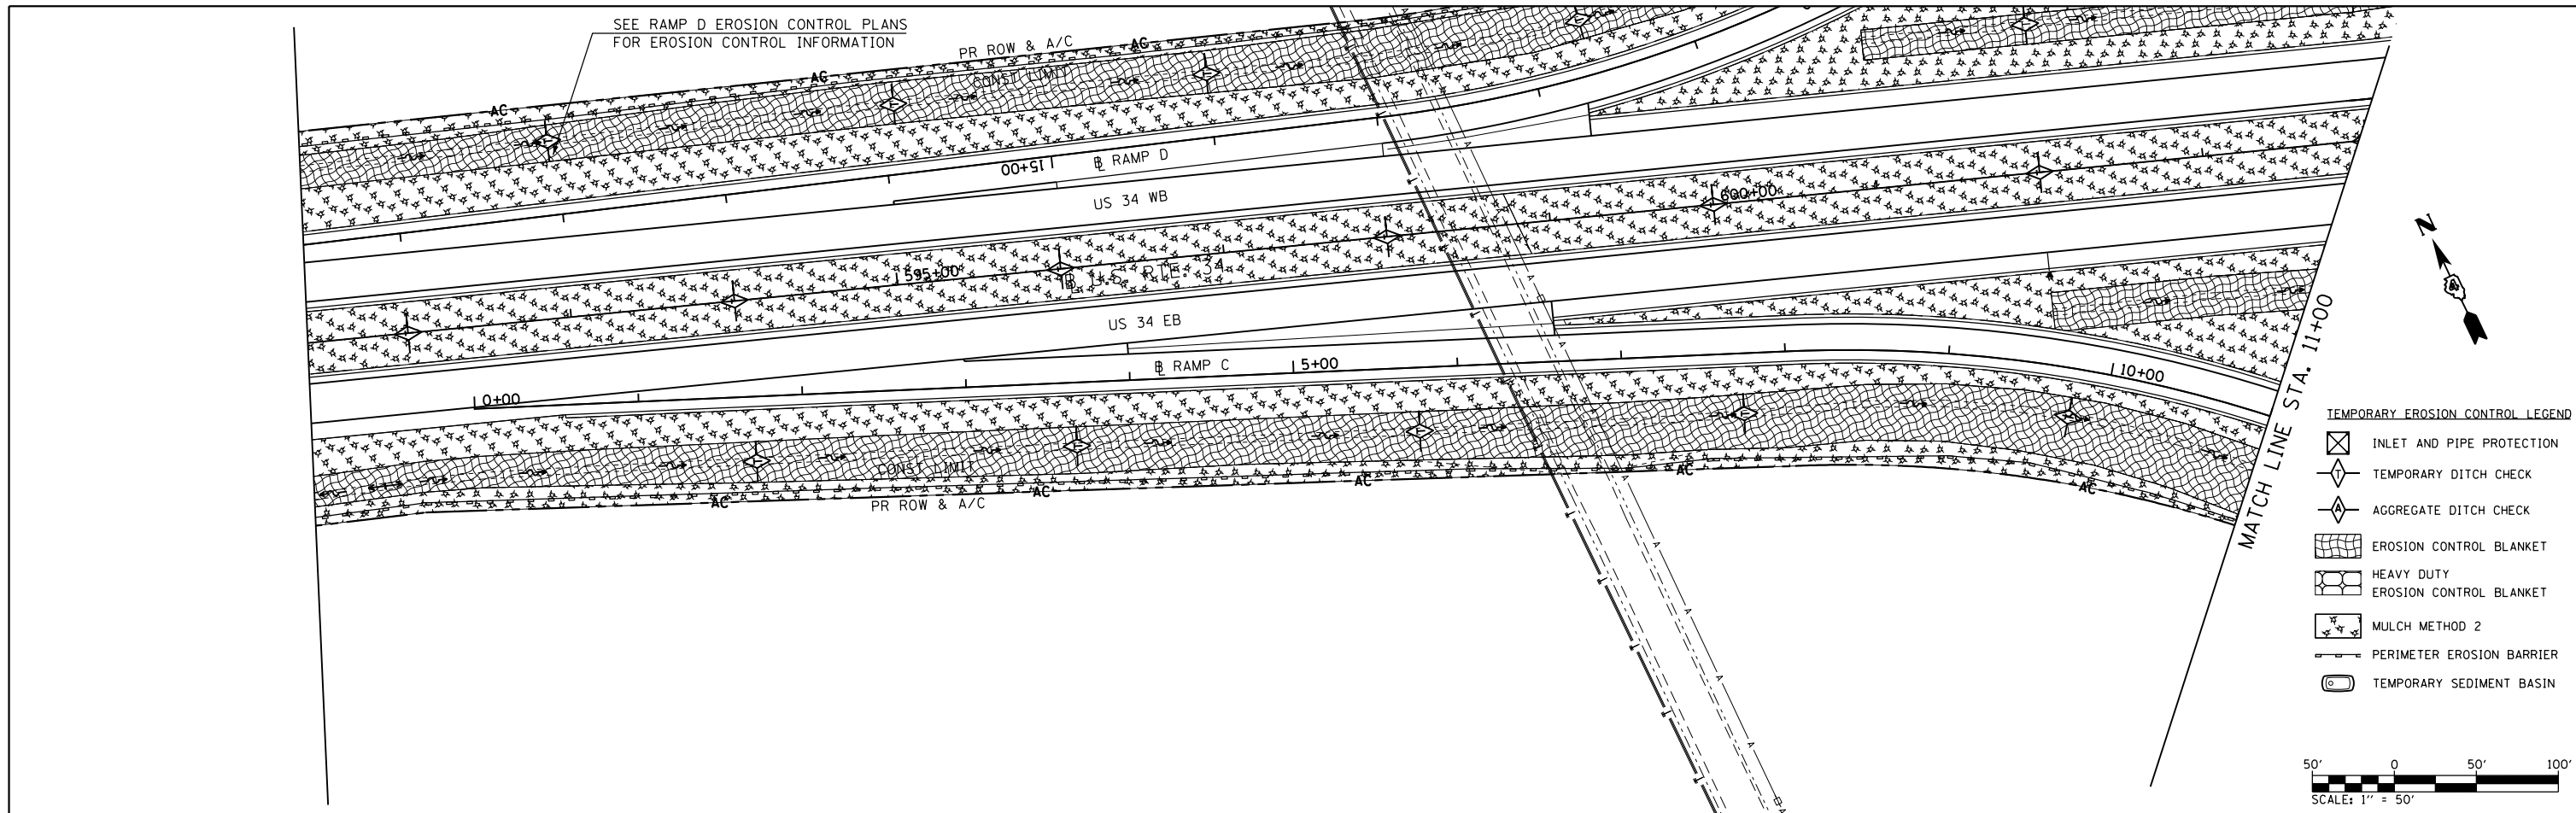 SEE RAMP D EROSION CONTROL PLANS
FOR EROSION CONTROL INFORMATION
PR ROW & A/C
AC
AC
AC
CONST LIMIT
15+00
℄ RAMP D
US 34 WB
600+00
595+00
℄ U.S. RTE. 34
US 34 EB
℄ RAMP C
5+00
0+00
10+00
CONST LIMIT
AC
AC
AC
AC
AC
PR ROW & A/C
MATCH LINE STA. 11+00
N
TEMPORARY EROSION CONTROL LEGEND
INLET AND PIPE PROTECTION
T TEMPORARY DITCH CHECK
A AGGREGATE DITCH CHECK
EROSION CONTROL BLANKET
HEAVY DUTY
EROSION CONTROL BLANKET
MULCH METHOD 2
PERIMETER EROSION BARRIER
TEMPORARY SEDIMENT BASIN
50' 0 50' 100'
SCALE: 1'' = 50'